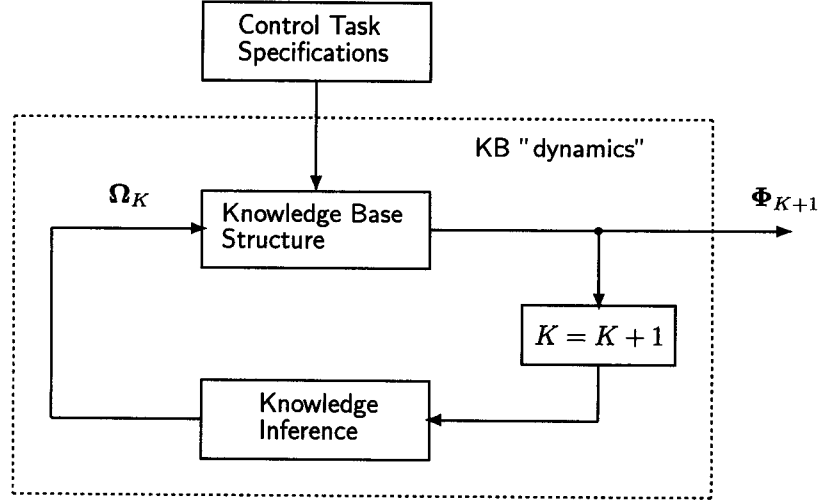 Control Task
Specifications
KB "dynamics"
Ω_K
Φ_{K+1}
Knowledge Base
Structure
K = K + 1
Knowledge
Inference